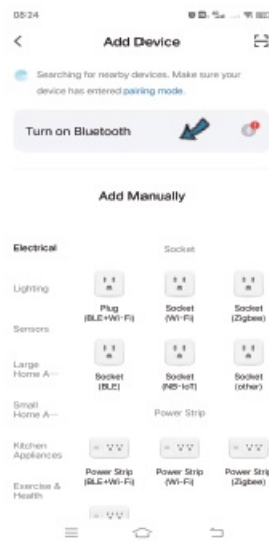 08:24
Add Device
Searching for nearby devices. Make sure your
device has entered pairing mode.
Turn on Bluetooth
Add Manually
Electrical
Socket
Lighting
Plug
(BLE+Wi-Fi)
Socket
(Wi-Fi)
Socket
(Zigbee)
Sensors
Large
Home A...
Socket
(BLE)
Socket
(NB-IoT)
Socket
(other)
Small
Home A...
Power Strip
Kitchen
Appliances
Power Strip
(BLE+Wi-Fi)
Power Strip
(Wi-Fi)
Power Strip
(Zigbee)
Exercise &
Health